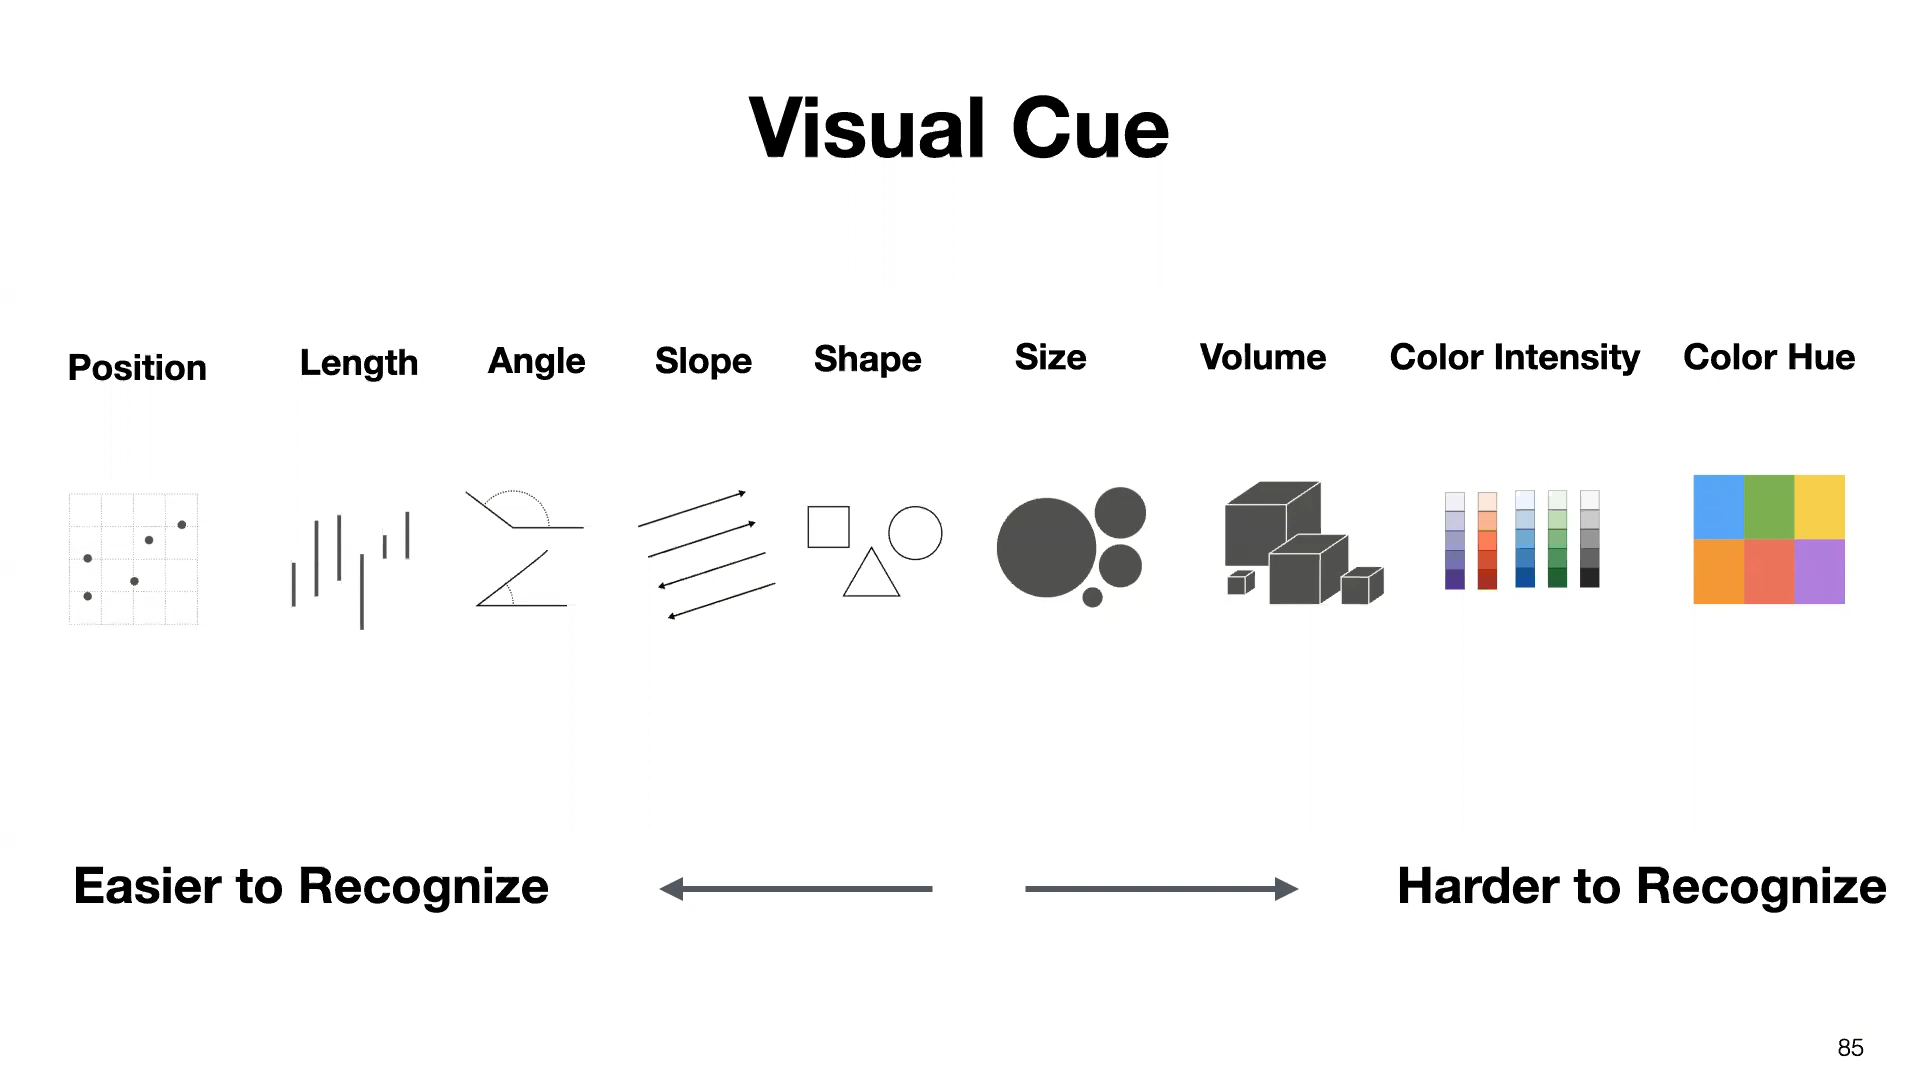 Visual Cue
Position
Length
Angle
Slope
Shape
Size
Volume
Color Intensity
Color Hue
Easier to Recognize
Harder to Recognize
85